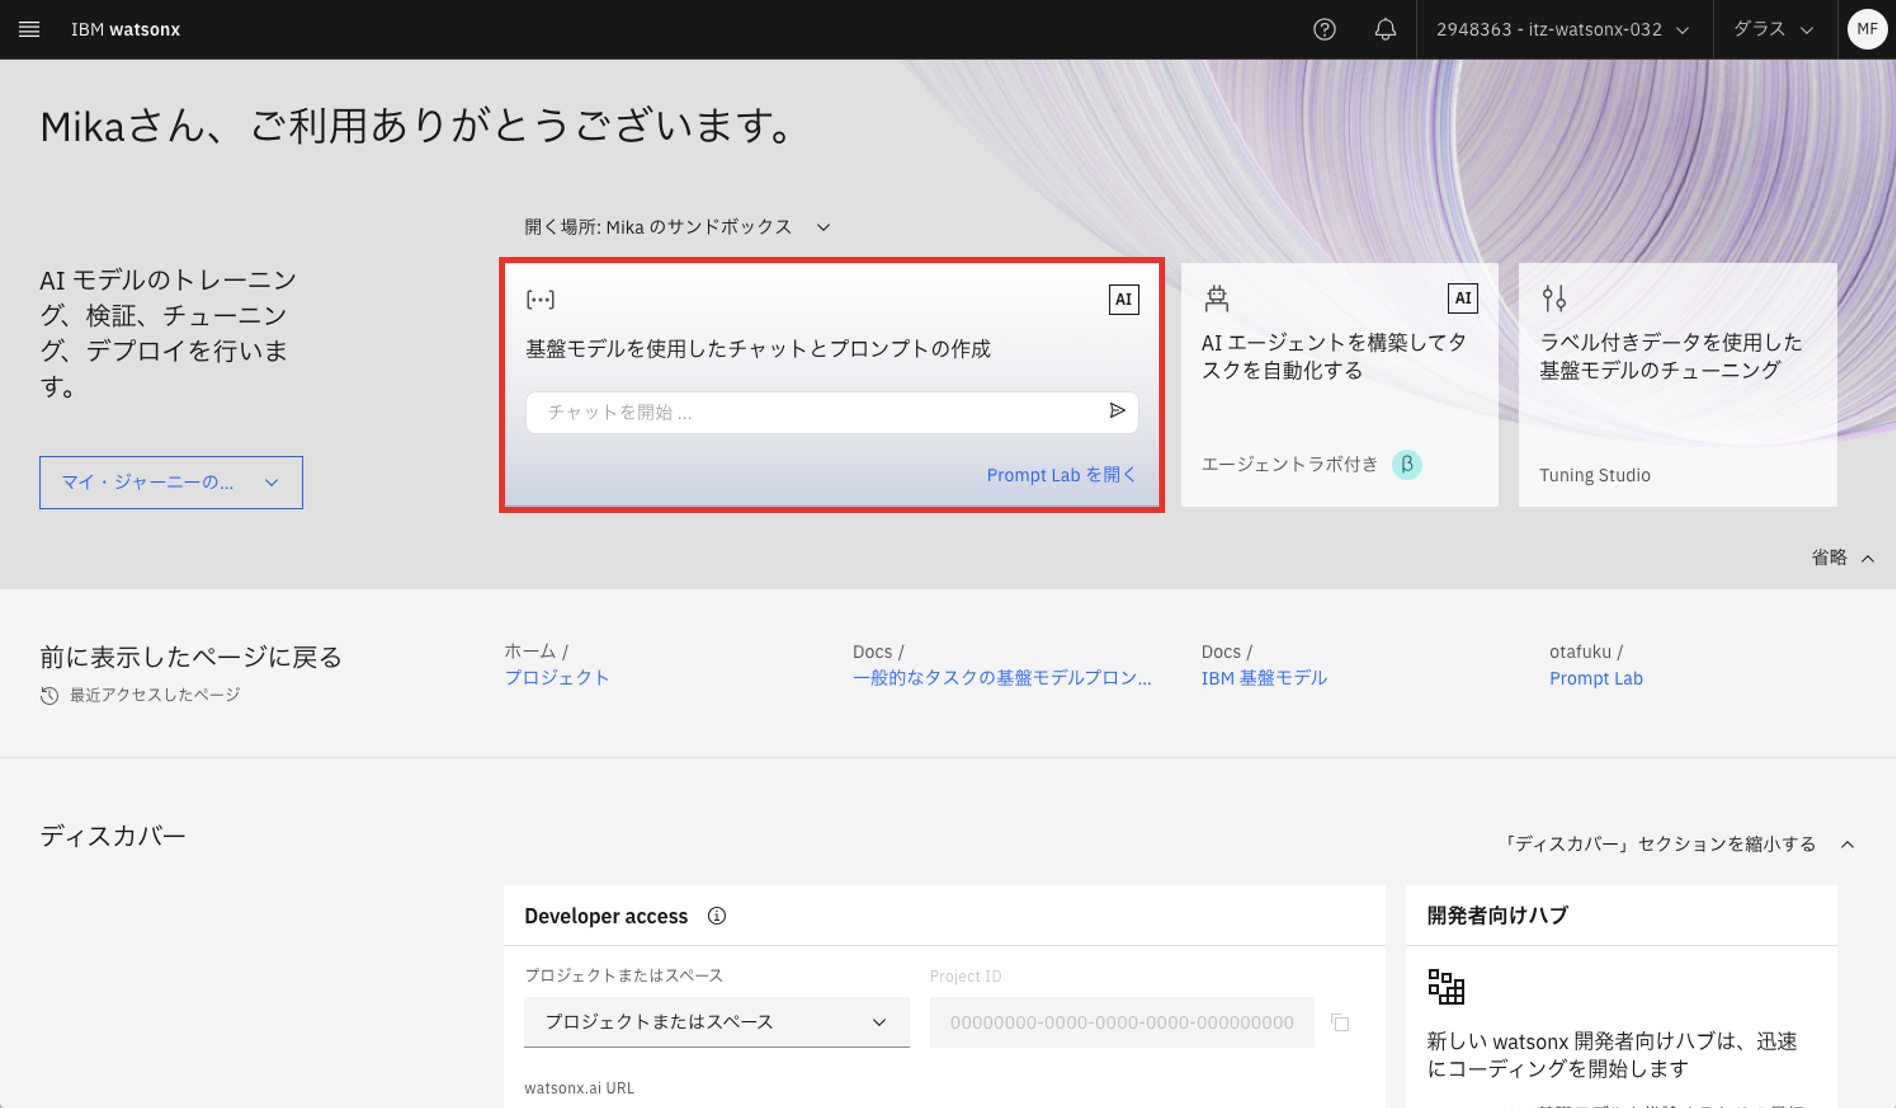 IBM watsonx
2948363 - itz-watsonx-032
ダラス
MF
Mikaさん、ご利用ありがとうございます。
開く場所: Mika のサンドボックス
AI モデルのトレーニン
グ、検証、チューニン
グ、デプロイを行いま
す。
マイ・ジャーニーの...
AI
基盤モデルを使用したチャットとプロンプトの作成
チャットを開始 ...
Prompt Lab を開く
AI
AI エージェントを構築してタ
スクを自動化する
エージェントラボ付き β
ラベル付きデータを使用した
基盤モデルのチューニング
Tuning Studio
省略
前に表示したページに戻る
最近アクセスしたページ
ホーム /
プロジェクト
Docs /
一般的なタスクの基盤モデルプロン...
Docs /
IBM 基盤モデル
otafuku /
Prompt Lab
ディスカバー
「ディスカバー」セクションを縮小する
Developer access
プロジェクトまたはスペース
プロジェクトまたはスペース
Project ID
00000000-0000-0000-0000-000000000
watsonx.ai URL
開発者向けハブ
新しい watsonx 開発者向けハブは、迅速
にコーディングを開始します